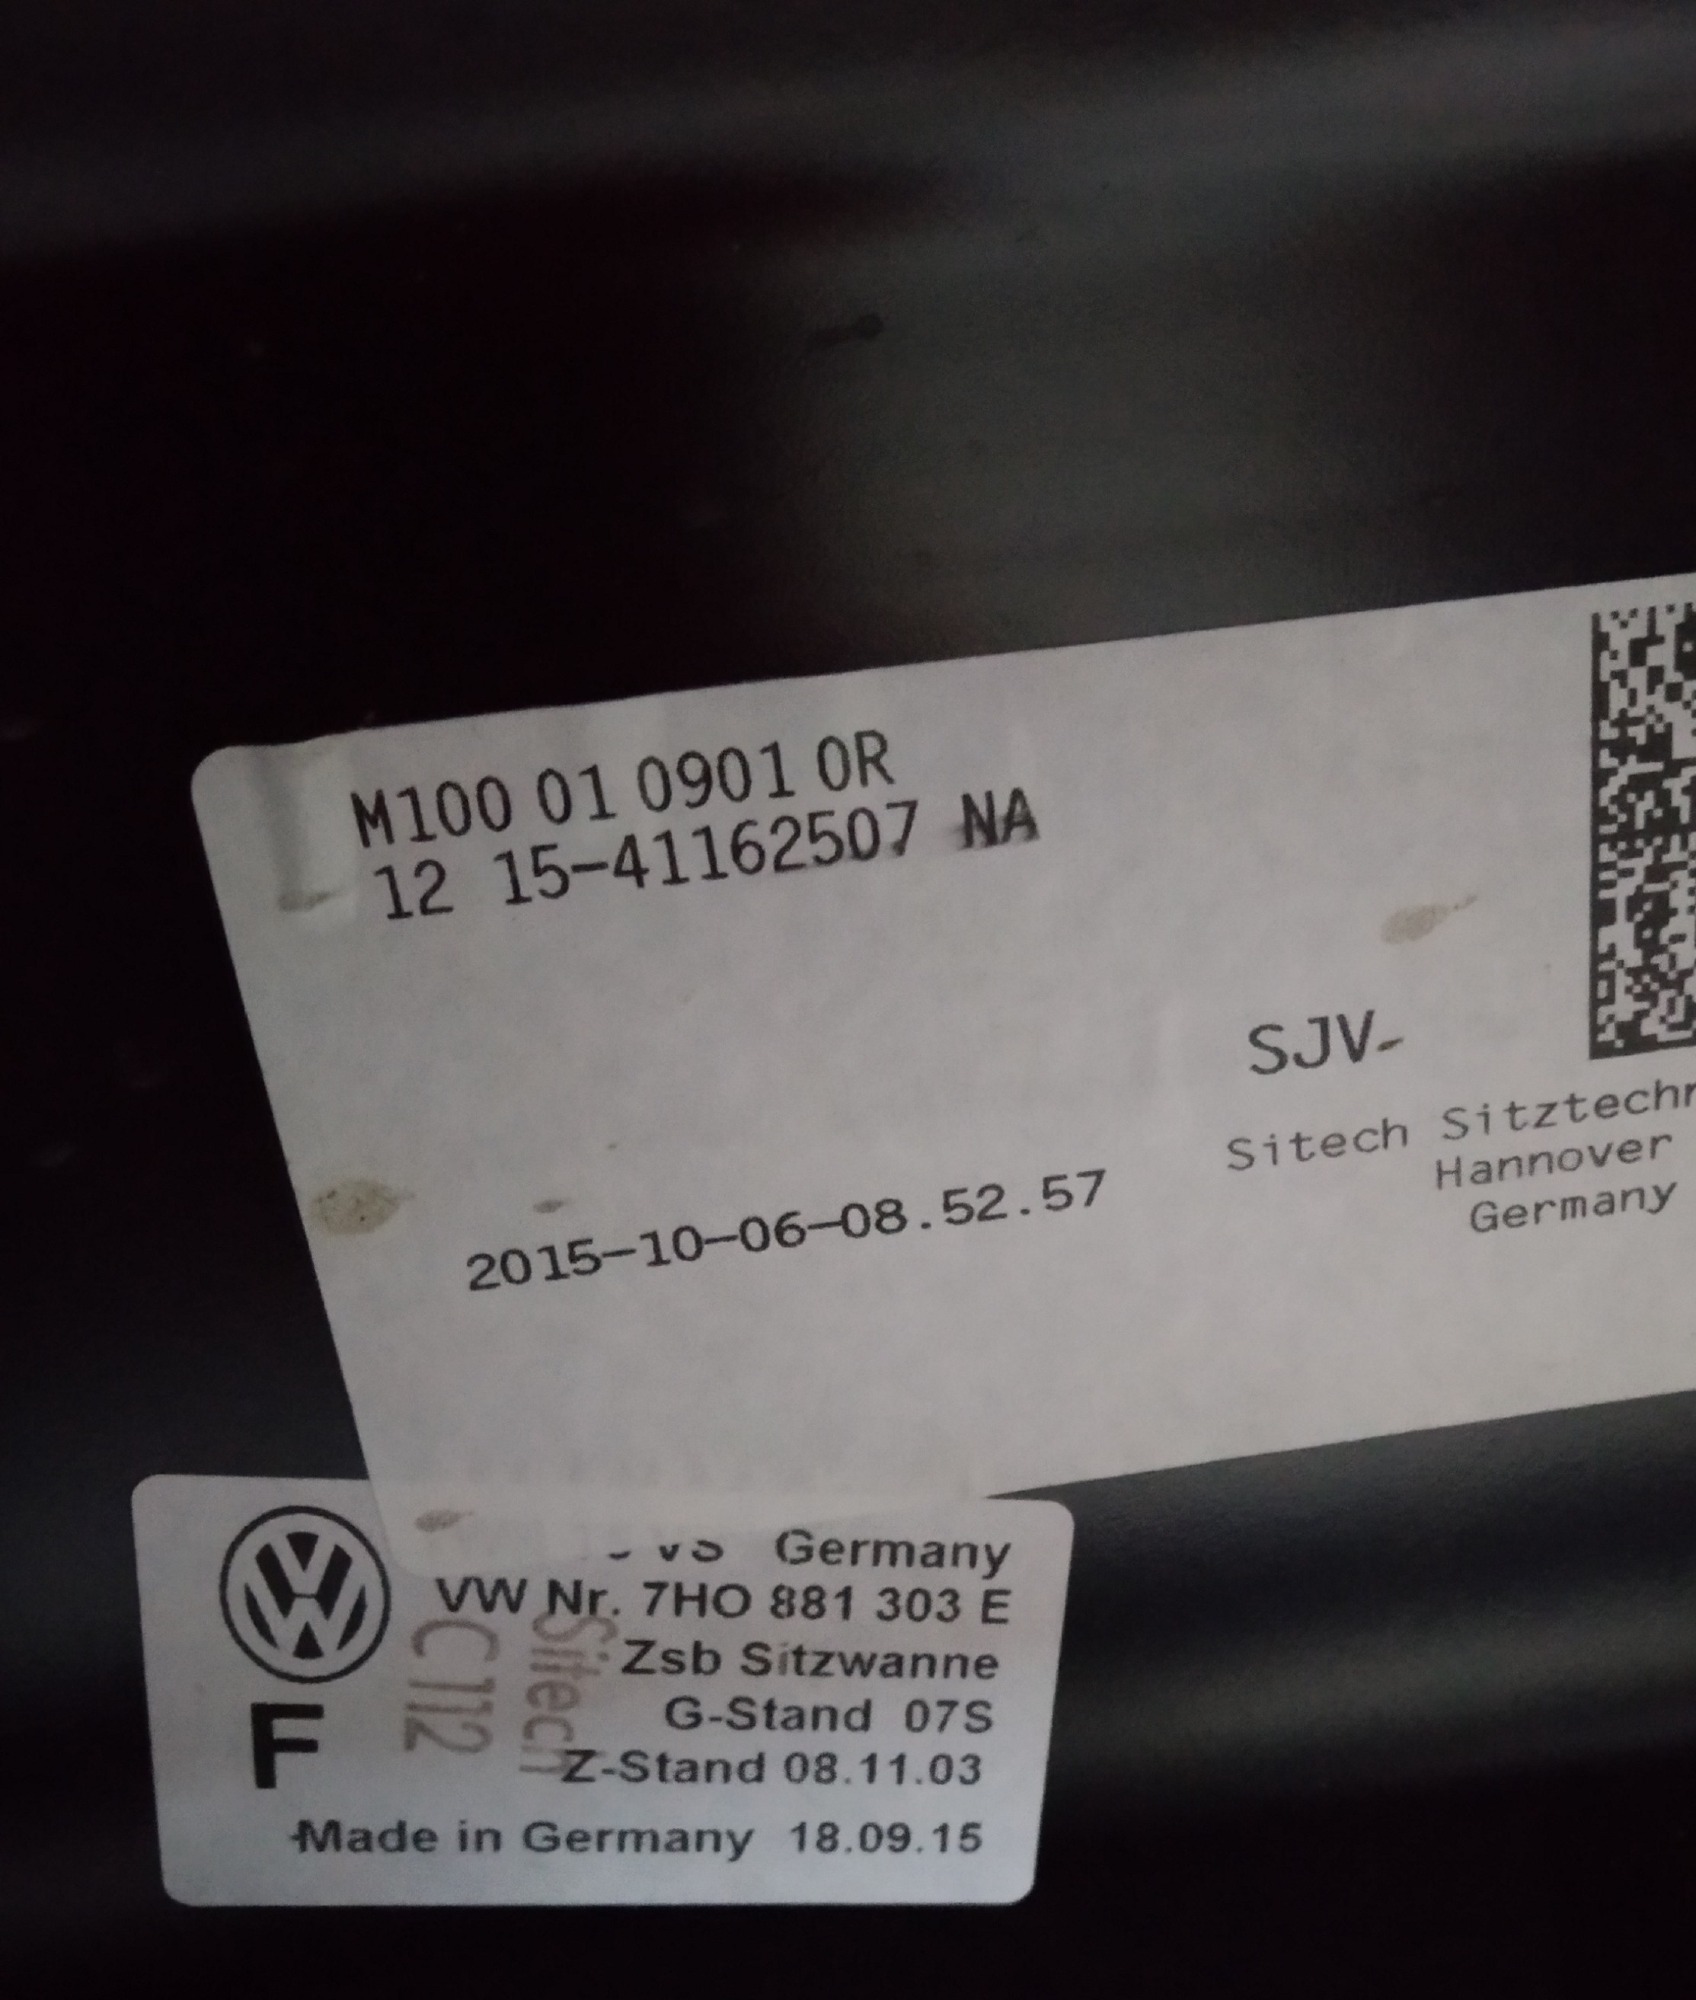 M100 01 0901 0R
12 15-41162507 NA
SJV-
Sitech
Hannover
Germany
2015-10-06-08.52.57
Germany
VW Nr. 7HO 881 303 E
Zsb Sitzwanne
G-Stand 07S
Z-Stand 08.11.03
F
Made in Germany 18.09.15
Sitech
C112